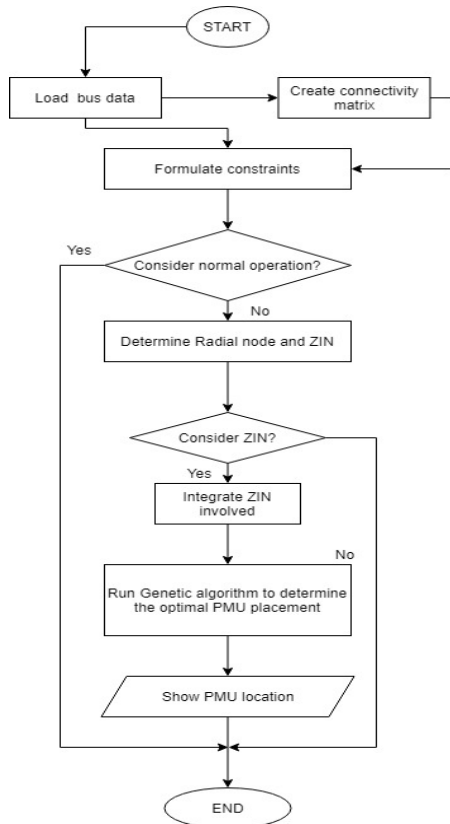 START
Load bus data
Create connectivity
matrix
Formulate constraints
Yes
Consider normal operation?
No
Determine Radial node and ZIN
Consider ZIN?
Yes
Integrate ZIN
involved
No
Run Genetic algorithm to determine
the optimal PMU placement
Show PMU location
END